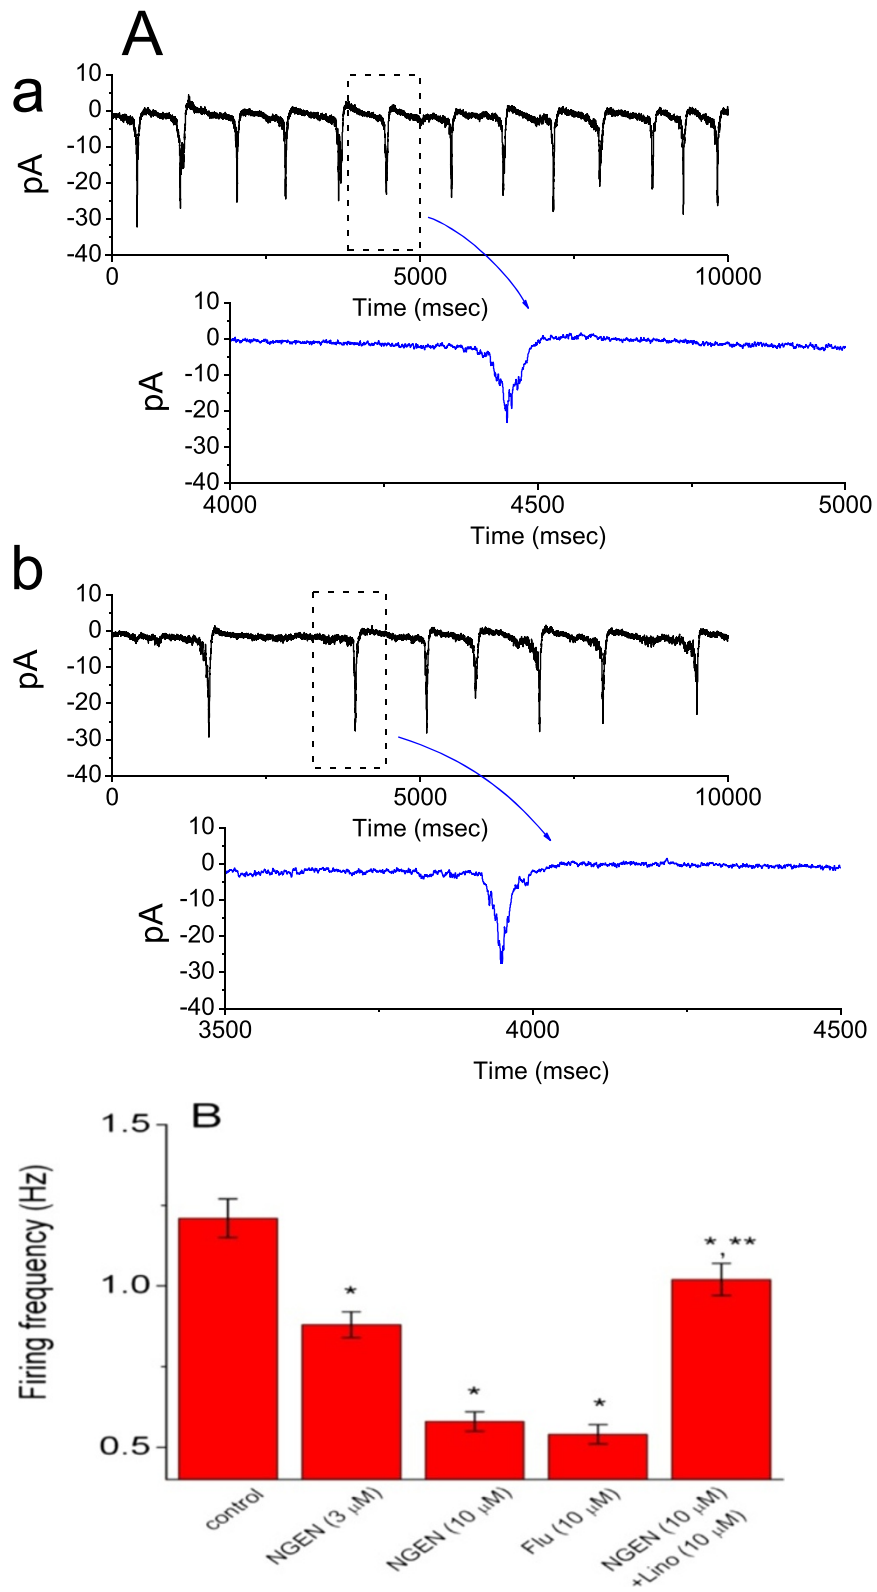 A
a
10
0
-10
-20
-30
-40
pA
0 5000 10000
Time (msec)
10
0
-10
-20
-30
-40
pA
4000 4500 5000
Time (msec)
b
10
0
-10
-20
-30
-40
pA
0 5000 10000
Time (msec)
10
0
-10
-20
-30
-40
pA
3500 4000 4500
Time (msec)
B
1.5
1.0
0.5
Firing frequency (Hz)
*
*
*
*,**
control
NGEN (3 μM)
NGEN (10 μM)
Flu (10 μM)
NGEN (10 μM)
+Lino (10 μM)